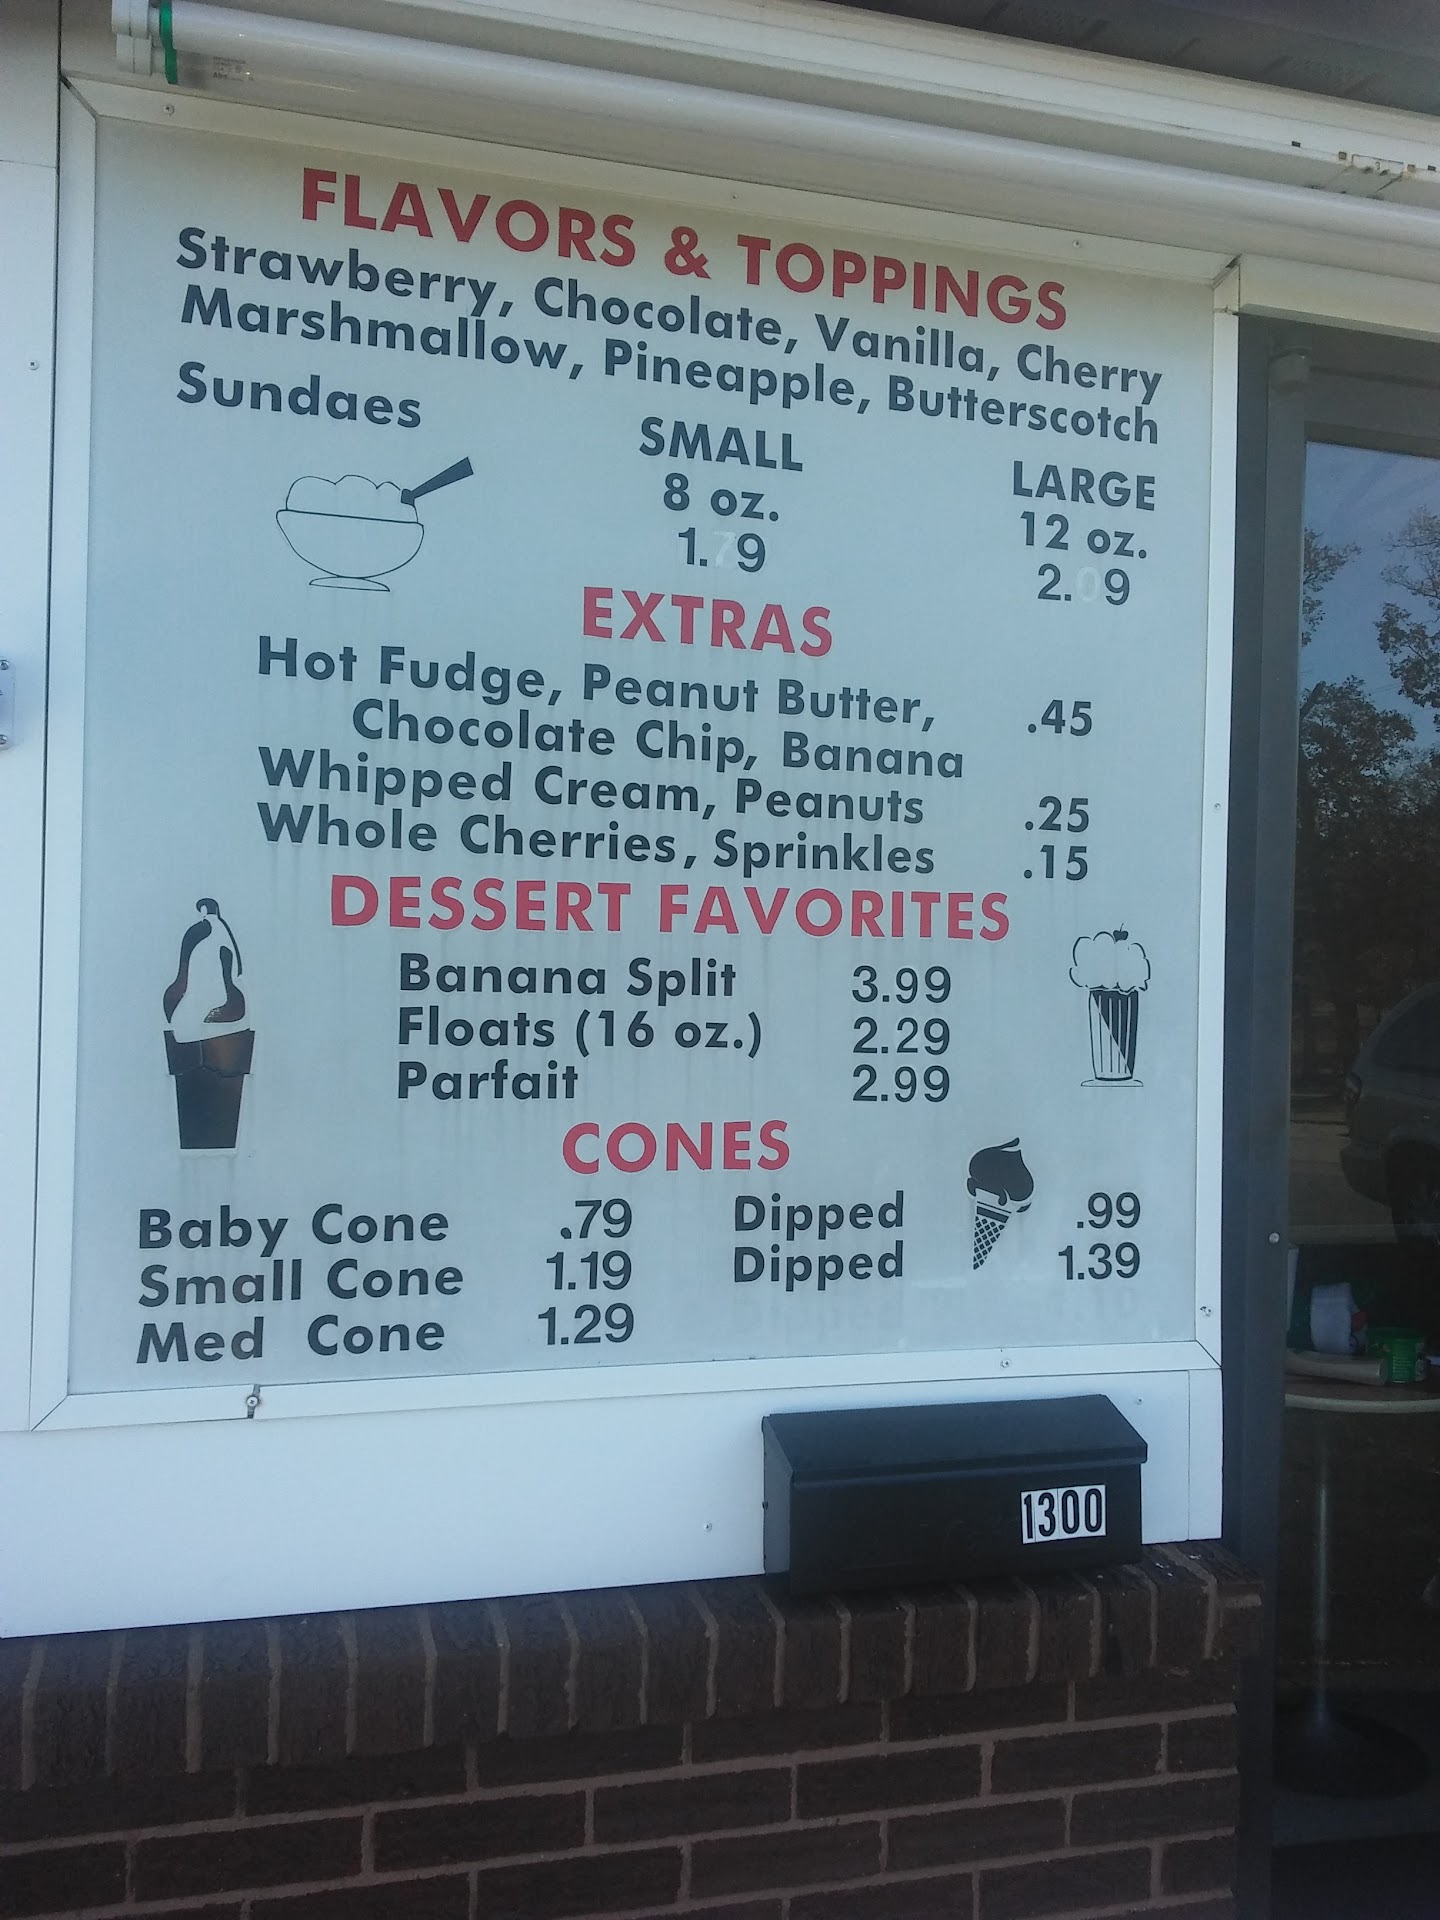 FLAVORS & TOPPINGS
Strawberry, Chocolate, Vanilla, Cherry
Marshmallow, Pineapple, Butterscotch
Sundaes SMALL LARGE
8 oz. 12 oz.
1.79 2.09
EXTRAS
Hot Fudge, Peanut Butter, .45
Chocolate Chip, Banana
Whipped Cream, Peanuts .25
Whole Cherries, Sprinkles .15
DESSERT FAVORITES
Banana Split 3.99
Floats (16 oz.) 2.29
Parfait 2.99
CONES
Baby Cone .79 Dipped .99
Small Cone 1.19 Dipped 1.39
Med Cone 1.29
1300